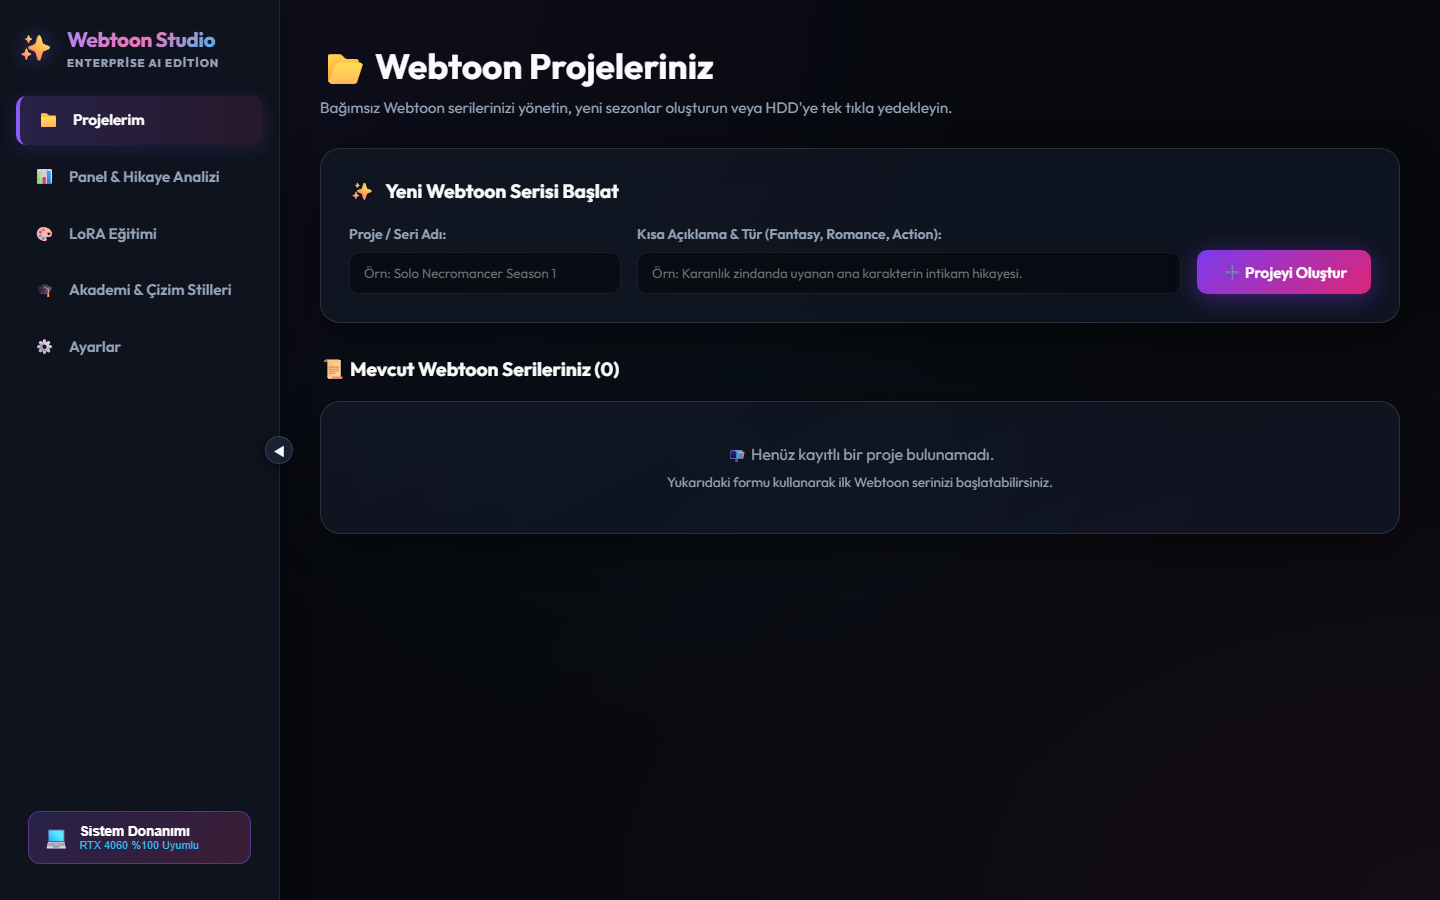 Webtoon Studio
ENTERPRİSE AI EDİTİON
Projelerim
Panel & Hikaye Analizi
LoRA Eğitimi
Akademi & Çizim Stilleri
Ayarlar
Sistem Donanımı
RTX 4060 %100 Uyumlu
Webtoon Projeleriniz
Bağımsız Webtoon serilerinizi yönetin, yeni sezonlar oluşturun veya HDD'ye tek tıkla yedekleyin.
Yeni Webtoon Serisi Başlat
Proje / Seri Adı:
Kısa Açıklama & Tür (Fantasy, Romance, Action):
Örn: Solo Necromancer Season 1
Örn: Karanlık zindanda uyanan ana karakterin intikam hikayesi.
Projeyi Oluştur
Mevcut Webtoon Serileriniz (0)
Henüz kayıtlı bir proje bulunamadı.
Yukarıdaki formu kullanarak ilk Webtoon serinizi başlatabilirsiniz.